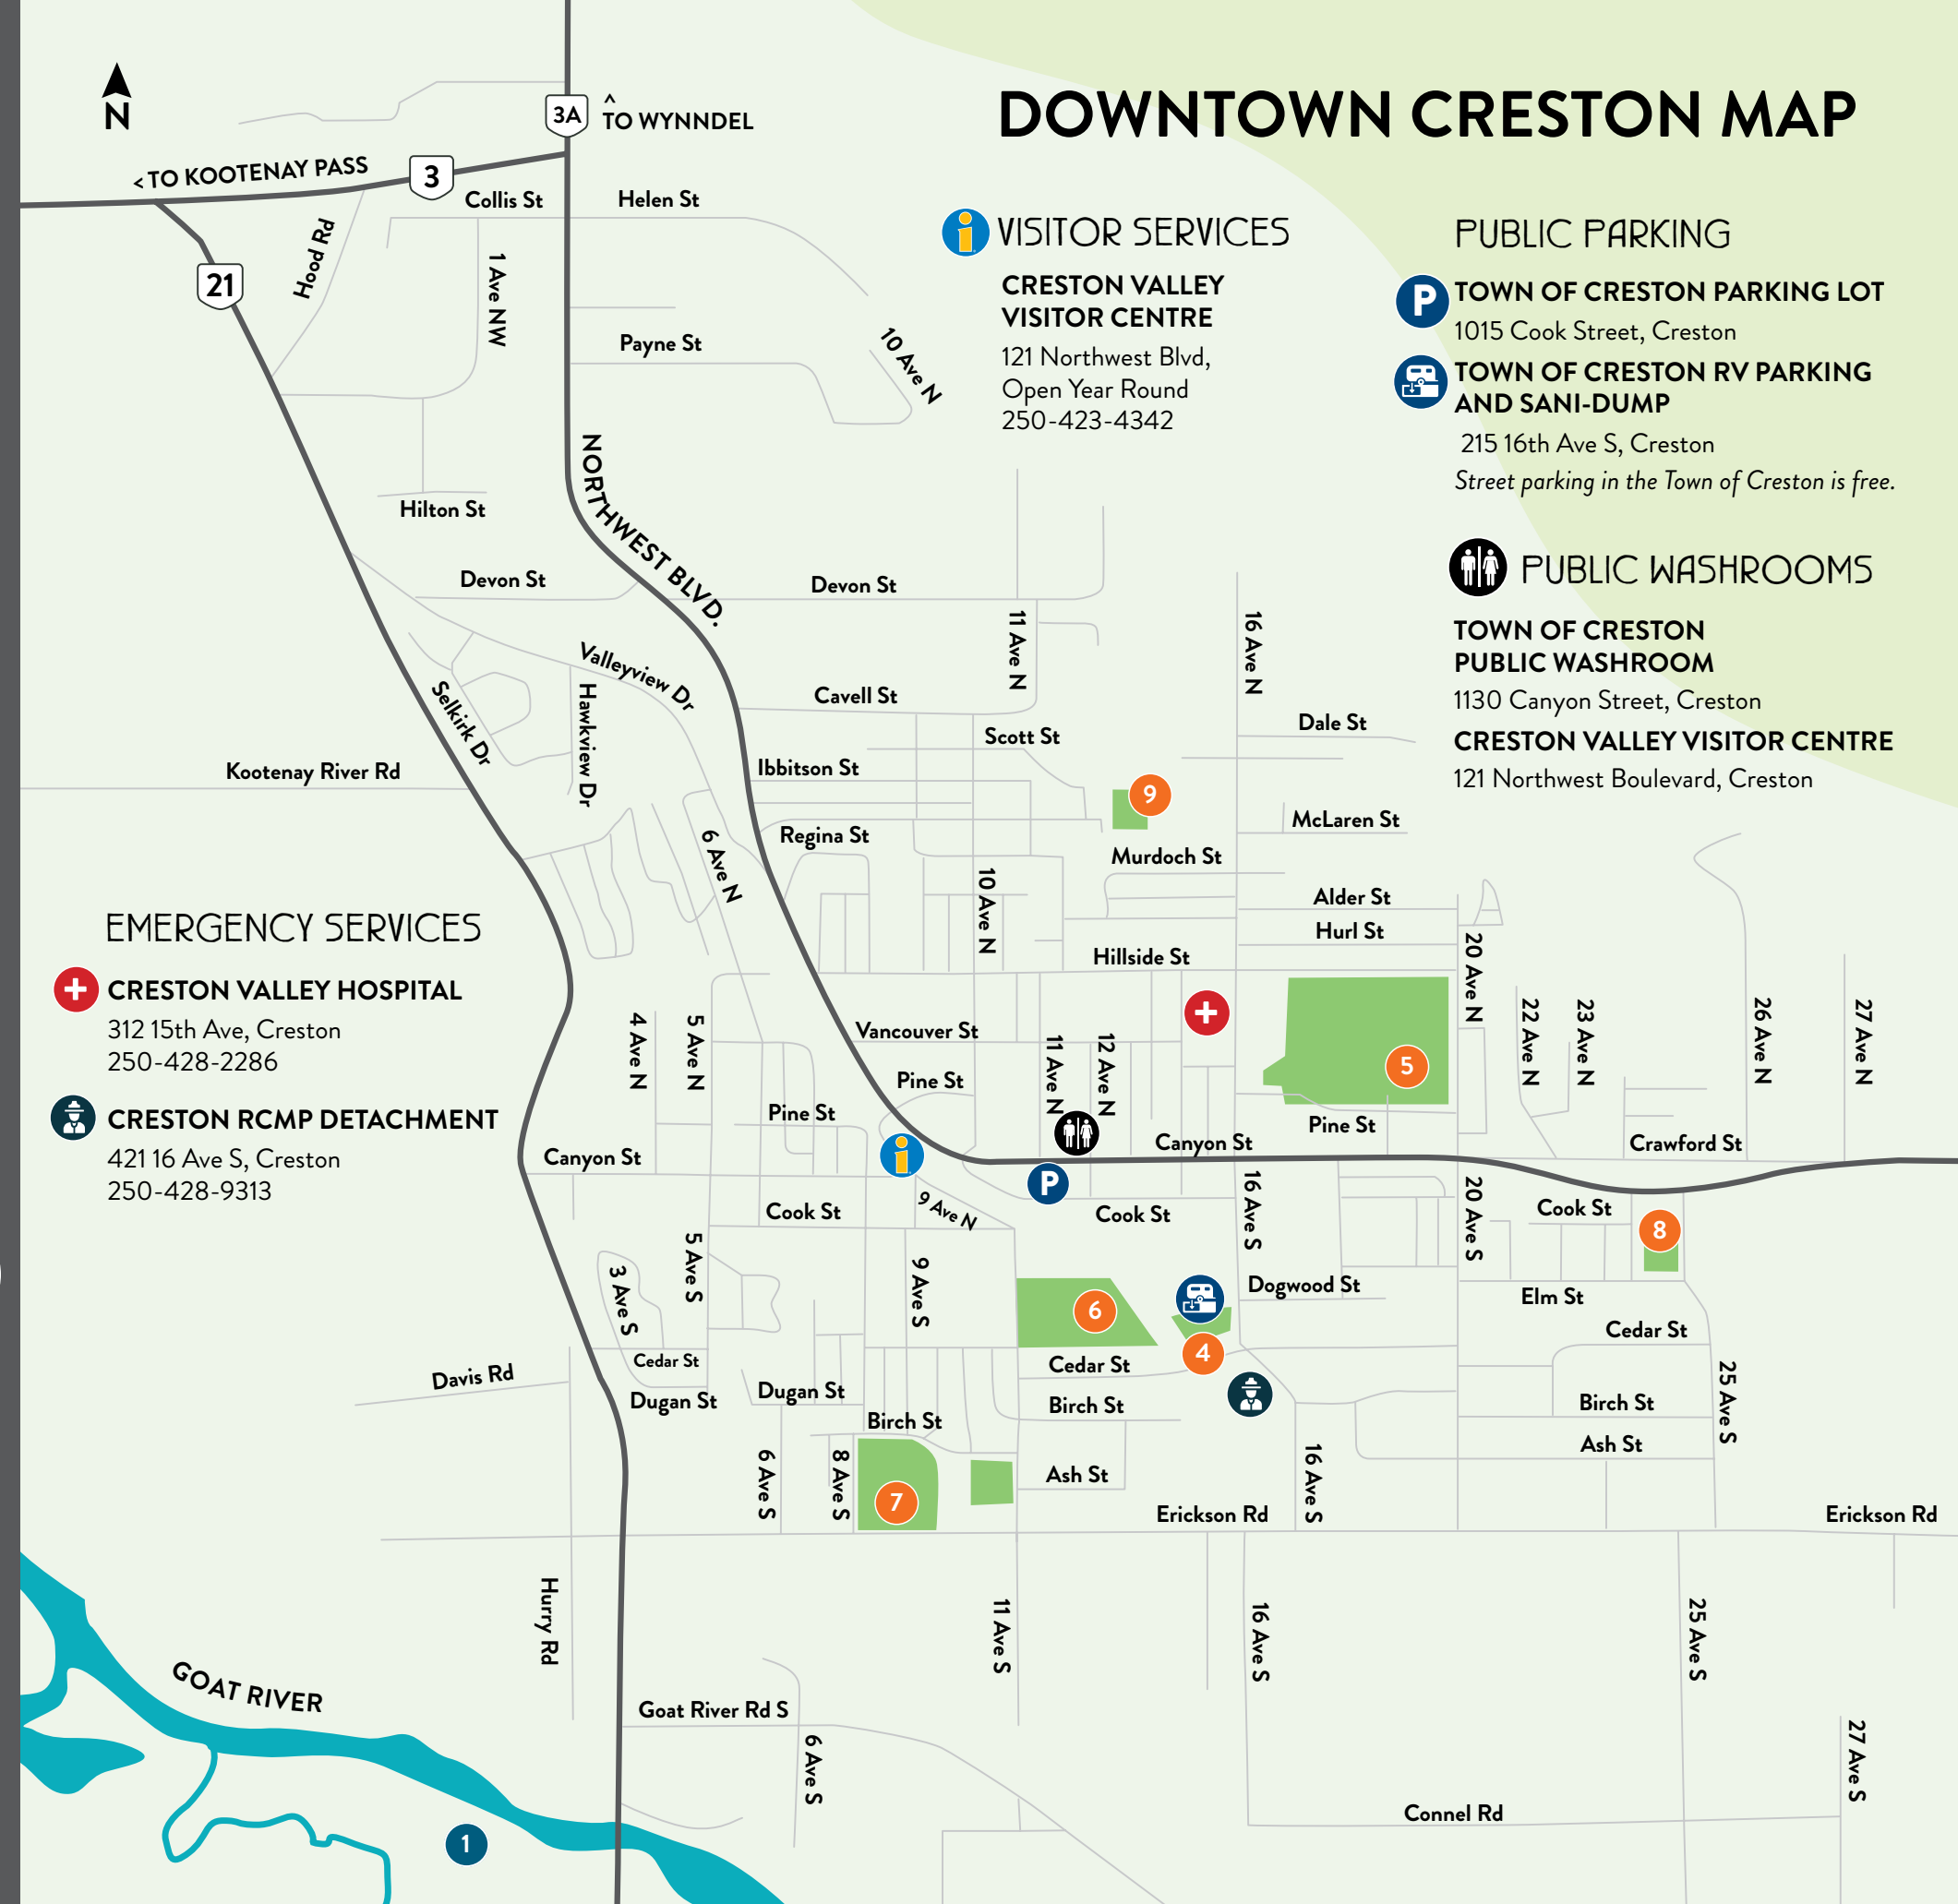 DOWNTOWN CRESTON MAP
N
3A
^
TO WYNNDEL
< TO KOOTENAY PASS
3
21
Collis St
Helen St
Hood Rd
1 Ave NW
Payne St
10 Ave N
VISITOR SERVICES
CRESTON VALLEY
VISITOR CENTRE
121 Northwest Blvd,
Open Year Round
250-423-4342
PUBLIC PARKING
P
TOWN OF CRESTON PARKING LOT
1015 Cook Street, Creston
TOWN OF CRESTON RV PARKING
AND SANI-DUMP
215 16th Ave S, Creston
Street parking in the Town of Creston is free.
PUBLIC WASHROOMS
TOWN OF CRESTON
PUBLIC WASHROOM
1130 Canyon Street, Creston
CRESTON VALLEY VISITOR CENTRE
121 Northwest Boulevard, Creston
NORTHWEST BLVD.
Hilton St
Devon St
Devon St
11 Ave N
16 Ave N
Valleyview Dr
Hawkview Dr
Selkirk Dr
Cavell St
Scott St
Dale St
Kootenay River Rd
Ibbitson St
9
McLaren St
Regina St
6 Ave N
Murdoch St
10 Ave N
Alder St
Hurl St
20 Ave N
Hillside St
EMERGENCY SERVICES
CRESTON VALLEY HOSPITAL
312 15th Ave, Creston
250-428-2286
CRESTON RCMP DETACHMENT
421 16 Ave S, Creston
250-428-9313
4 Ave N
5 Ave N
Vancouver St
11 Ave N
12 Ave N
5
22 Ave N
23 Ave N
26 Ave N
27 Ave N
Pine St
Pine St
Pine St
Canyon St
Canyon St
Crawford St
i
P
9 Ave N
Cook St
Cook St
16 Ave S
20 Ave S
Cook St
8
3 Ave S
5 Ave S
9 Ave S
6
Dogwood St
Elm St
4
Cedar St
Cedar St
Cedar St
Davis Rd
Dugan St
Dugan St
Birch St
Birch St
Birch St
25 Ave S
Ash St
Ash St
6 Ave S
8 Ave S
7
16 Ave S
Erickson Rd
Erickson Rd
Hurry Rd
11 Ave S
16 Ave S
25 Ave S
GOAT RIVER
Goat River Rd S
6 Ave S
27 Ave S
Connel Rd
1